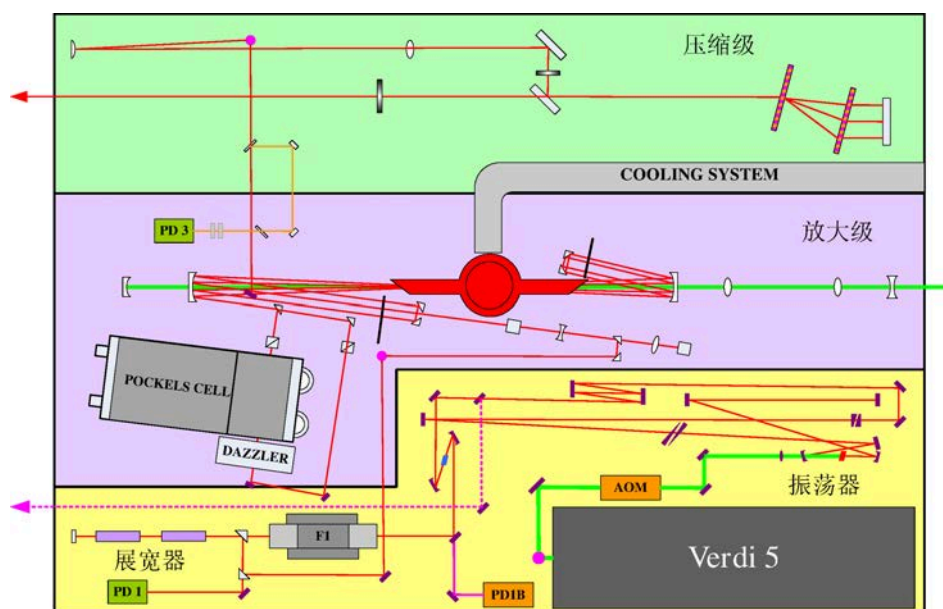 压缩级
COOLING SYSTEM
PD 3
放大级
POCKELS CELL
DAZZLER
AOM
振荡器
F1
展宽器
Verdi 5
PD 1
PD1B